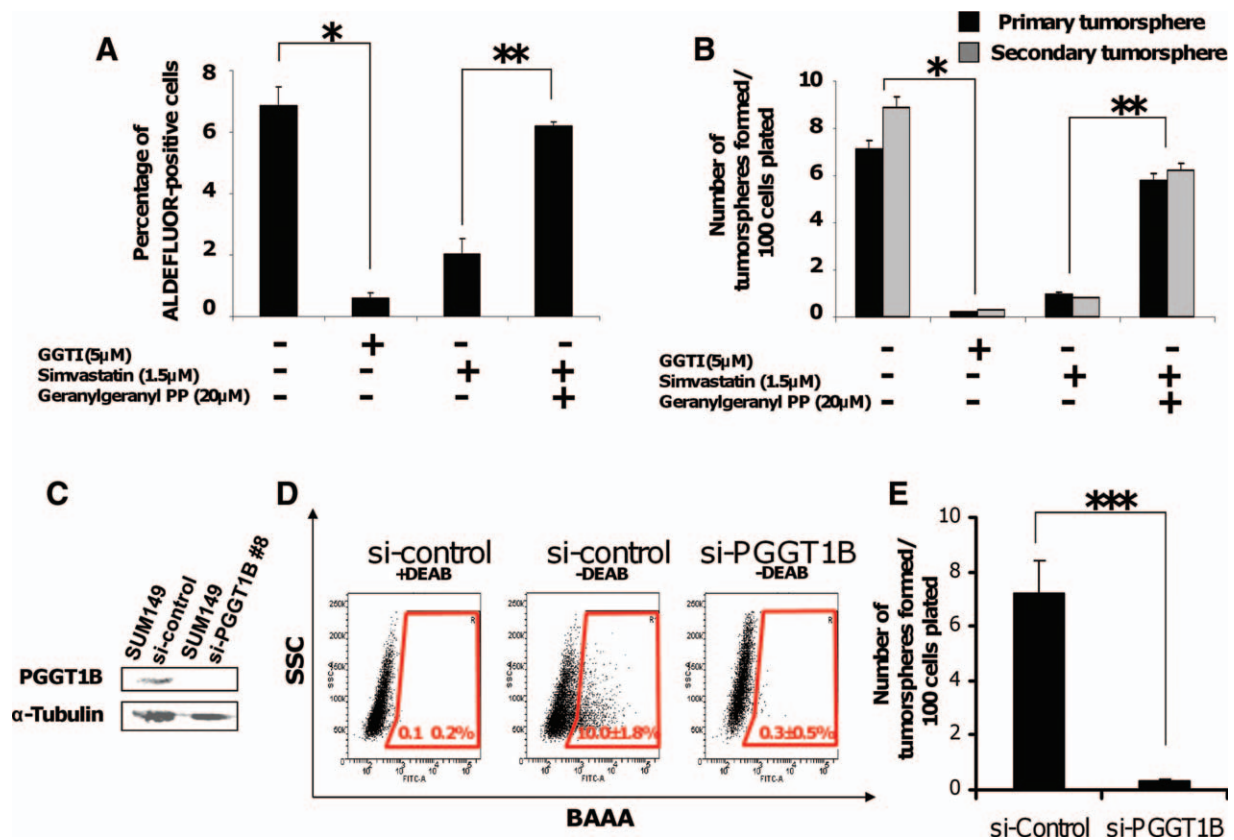 A
Percentage of
ALDEFLUOR-positive cells
8
6
4
2
0
*
**
- + - -
- - + +
- - - +
GGTI(5µM)
Simvastatin (1.5µM)
Geranylgeranyl PP (20µM)
B
Primary tumorsphere
Secondary tumorsphere
Number of
tumorspheres formed/
100 cells plated
10
8
6
4
2
0
*
**
- + - -
- - + +
- - - +
GGTI(5µM)
Simvastatin (1.5µM)
Geranylgeranyl PP (20µM)
C
SUM149
si-control
SUM149
si-PGGT1B #8
PGGT1B
α-Tubulin
D
SSC
si-control
+DEAB
si-control
-DEAB
si-PGGT1B
-DEAB
0.1 0.2%
10.0±1.8%
0.3±0.5%
FITC-A
FITC-A
FITC-A
BAAA
E
Number of
tumorspheres formed/
100 cells plated
10
8
6
4
2
0
***
si-Control
si-PGGT1B